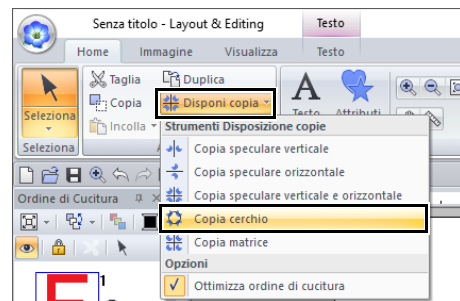 Senza titolo - Layout & Editing
Testo
Home
Immagine
Visualizza
Testo
Seleziona
Taglia
Copia
Incolla
Duplica
Disponi copia
Testo
Attributi
Seleziona
Strumenti Disposizione copie
Copia speculare verticale
Copia speculare orizzontale
Copia speculare verticale e orizzontale
Copia cerchio
Copia matrice
Opzioni
Ottimizza ordine di cucitura
Ordine di Cucitura
1
E